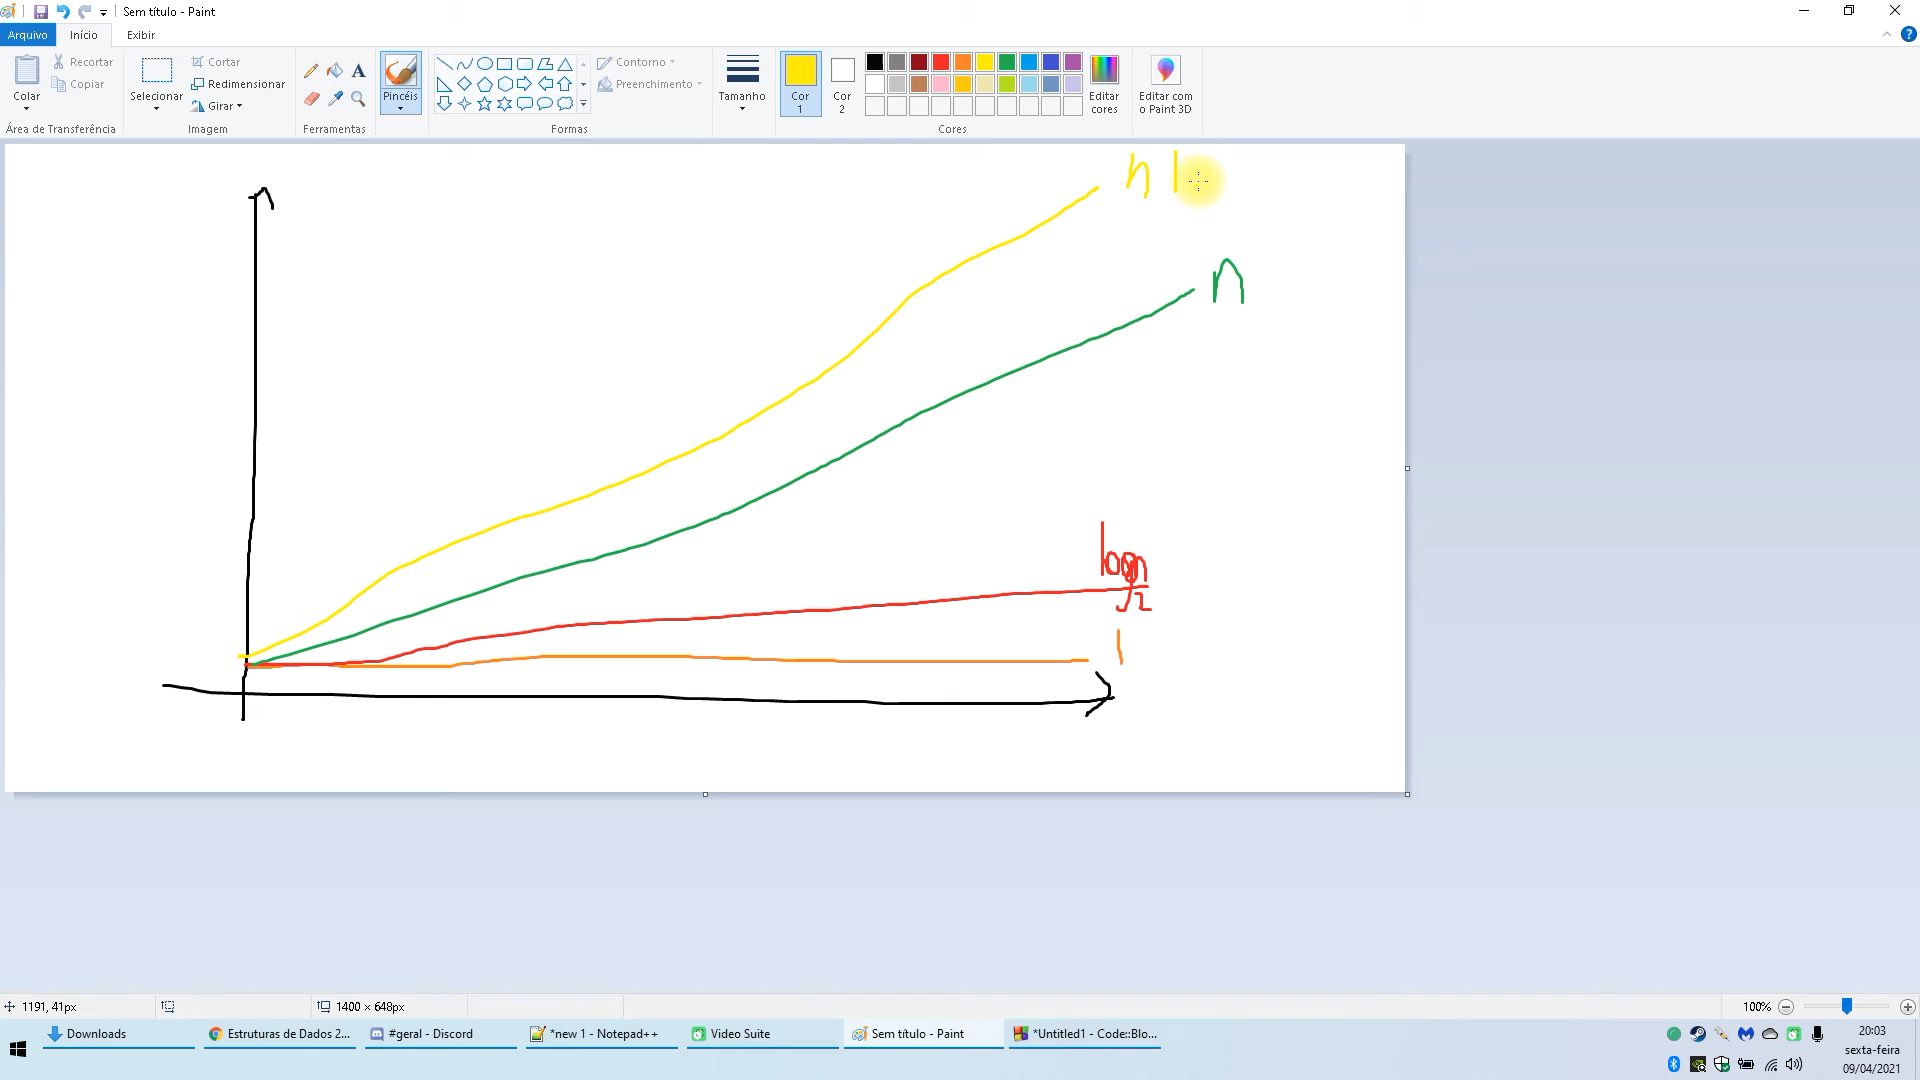 Sem título - Paint
Arquivo Início Exibir
Colar
Recortar
Copiar
Área de Transferência
Selecionar
Cortar
Redimensionar
Girar
Imagem
Ferramentas
Pincéis
Contorno
Preenchimento
Formas
Tamanho
Cor 1
Cor 2
Editar cores
Editar com o Paint 3D
Cores
n l
n
log n
2
1
1191, 41px
1400 × 648px
100%
Downloads
Estruturas de Dados 2...
#geral - Discord
*new 1 - Notepad++
Video Suite
Sem título - Paint
*Untitled1 - Code::Blo...
20:03
sexta-feira
09/04/2021